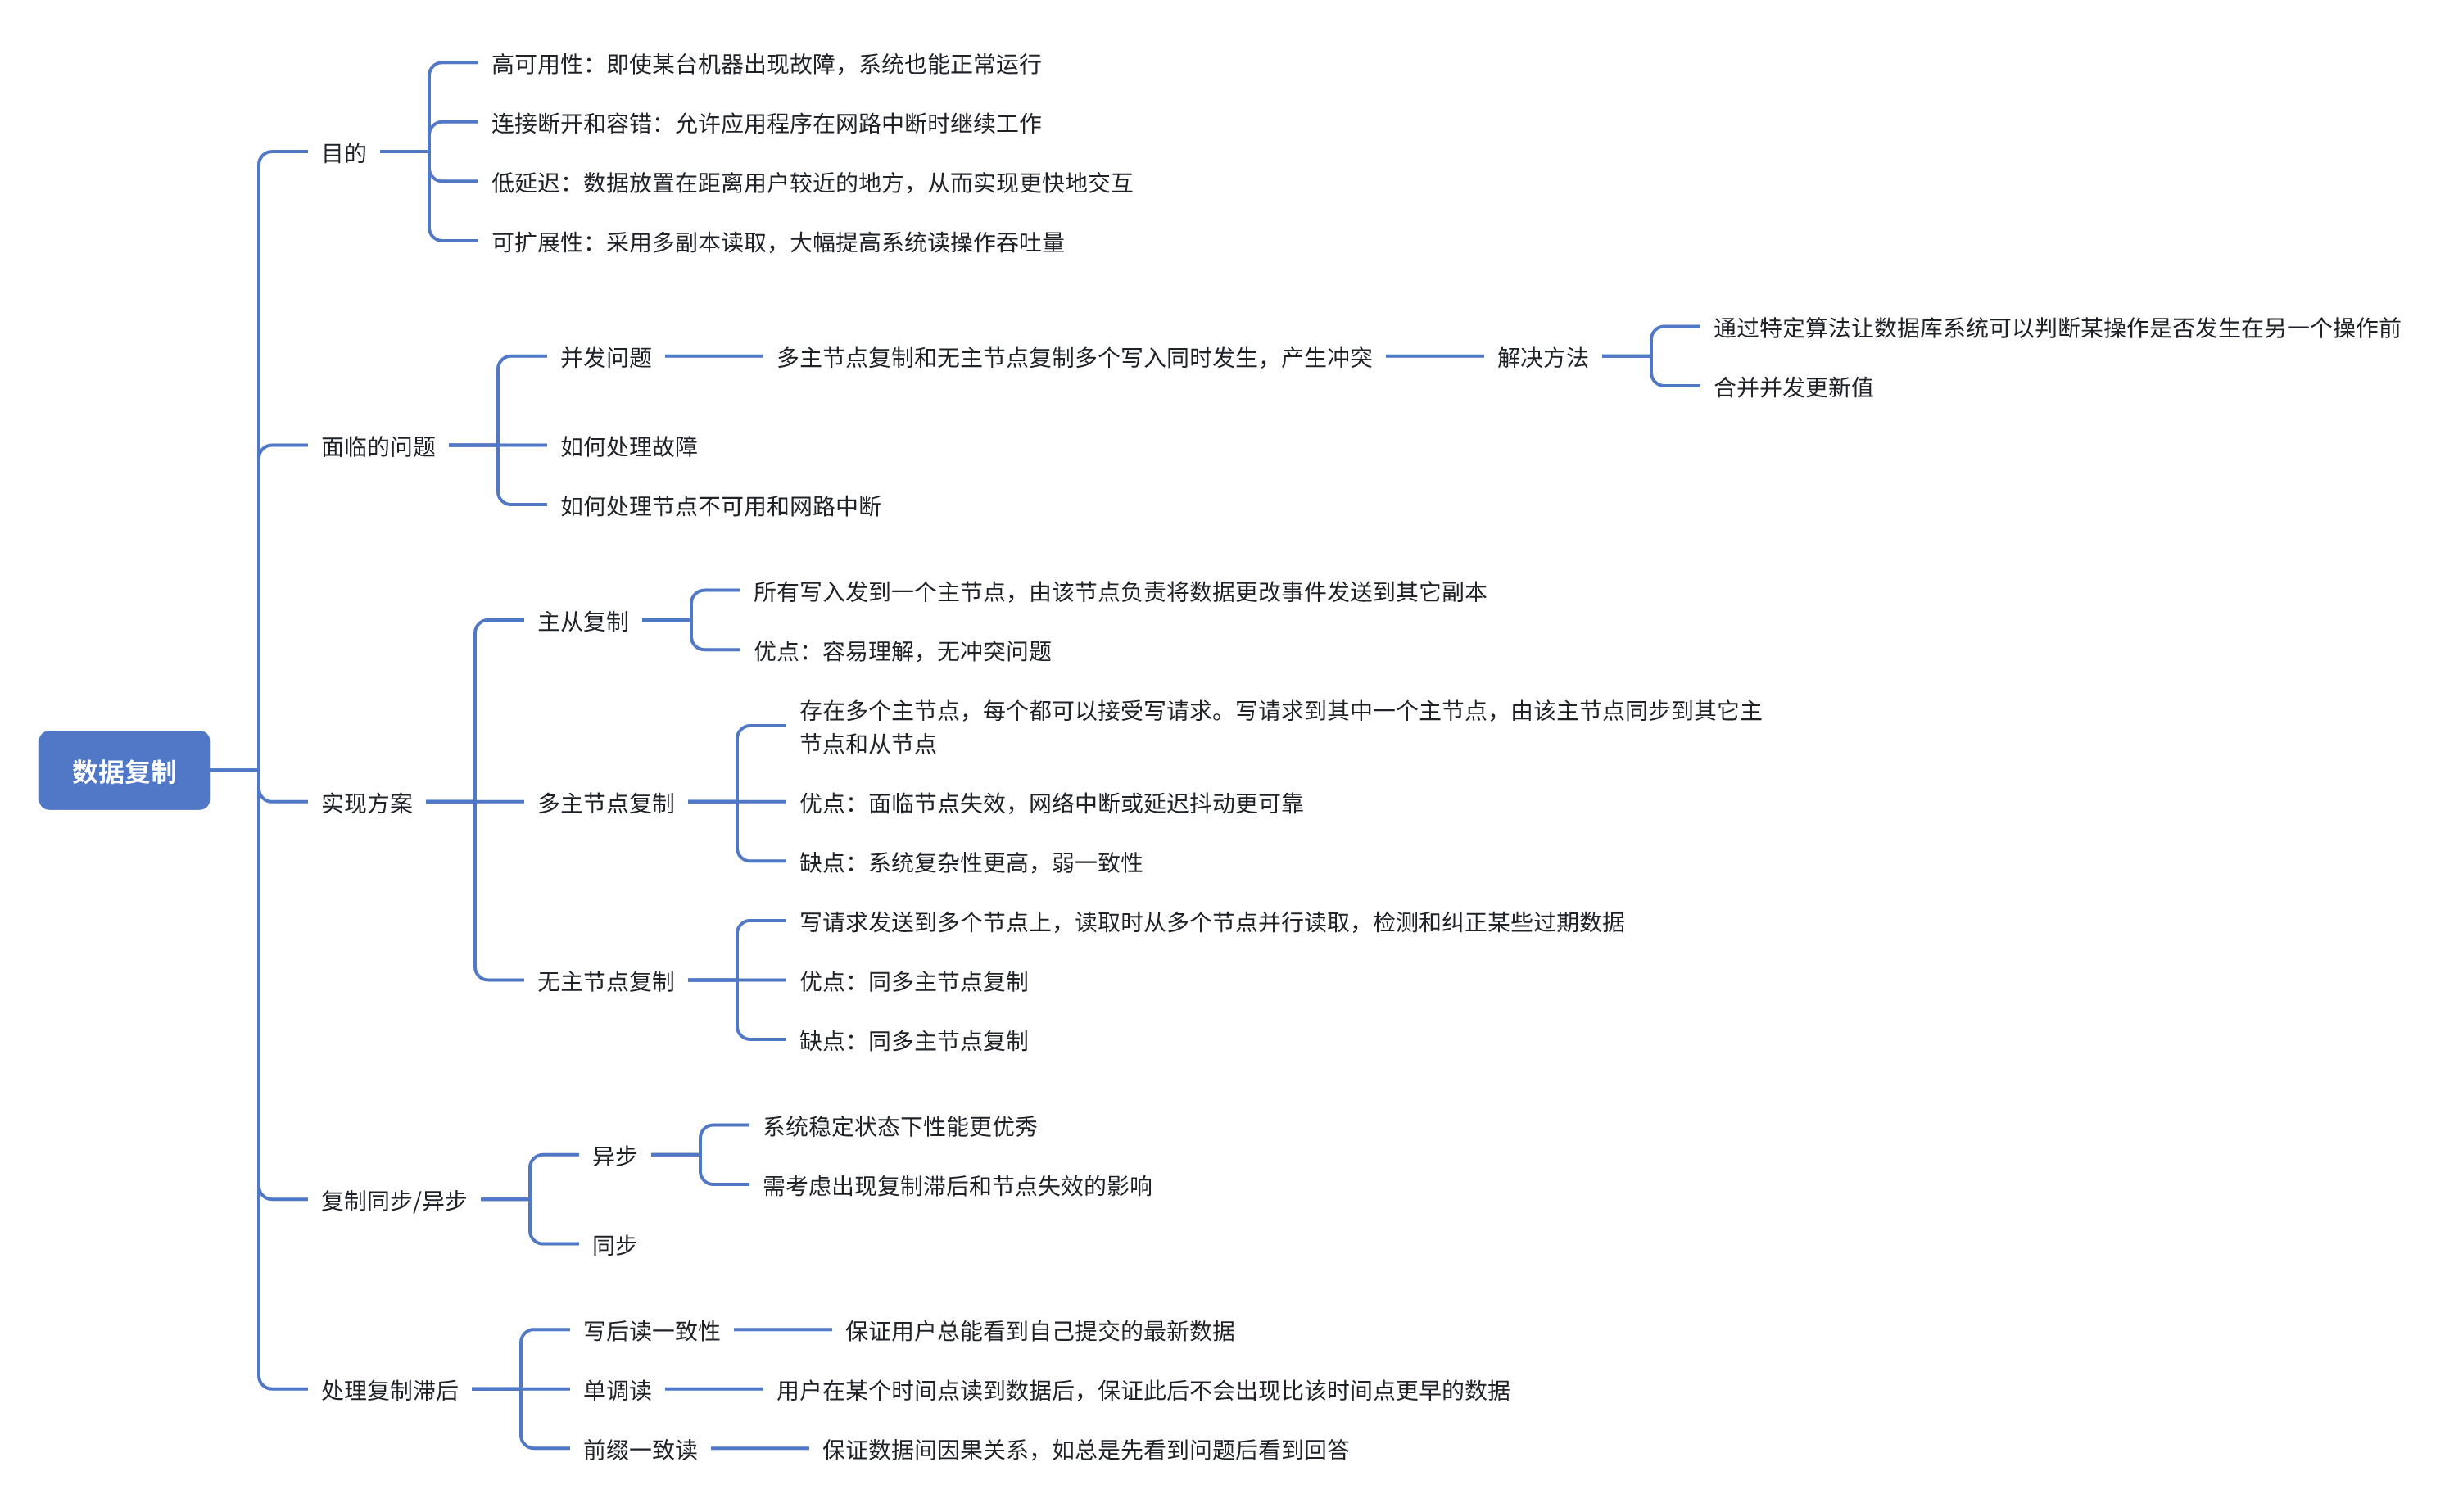 数据复制
目的
高可用性：即使某台机器出现故障，系统也能正常运行
连接断开和容错：允许应用程序在网路中断时继续工作
低延迟：数据放置在距离用户较近的地方，从而实现更快地交互
可扩展性：采用多副本读取，大幅提高系统读操作吞吐量
面临的问题
并发问题
多主节点复制和无主节点复制多个写入同时发生，产生冲突
解决方法
通过特定算法让数据库系统可以判断某操作是否发生在另一个操作前
合并并发更新值
如何处理故障
如何处理节点不可用和网路中断
实现方案
主从复制
所有写入发到一个主节点，由该节点负责将数据更改事件发送到其它副本
优点：容易理解，无冲突问题
多主节点复制
存在多个主节点，每个都可以接受写请求。写请求到其中一个主节点，由该主节点同步到其它主
节点和从节点
优点：面临节点失效，网络中断或延迟抖动更可靠
缺点：系统复杂性更高，弱一致性
无主节点复制
写请求发送到多个节点上，读取时从多个节点并行读取，检测和纠正某些过期数据
优点：同多主节点复制
缺点：同多主节点复制
复制同步/异步
异步
系统稳定状态下性能更优秀
需考虑出现复制滞后和节点失效的影响
同步
处理复制滞后
写后读一致性
保证用户总能看到自己提交的最新数据
单调读
用户在某个时间点读到数据后，保证此后不会出现比该时间点更早的数据
前缀一致读
保证数据间因果关系，如总是先看到问题后看到回答